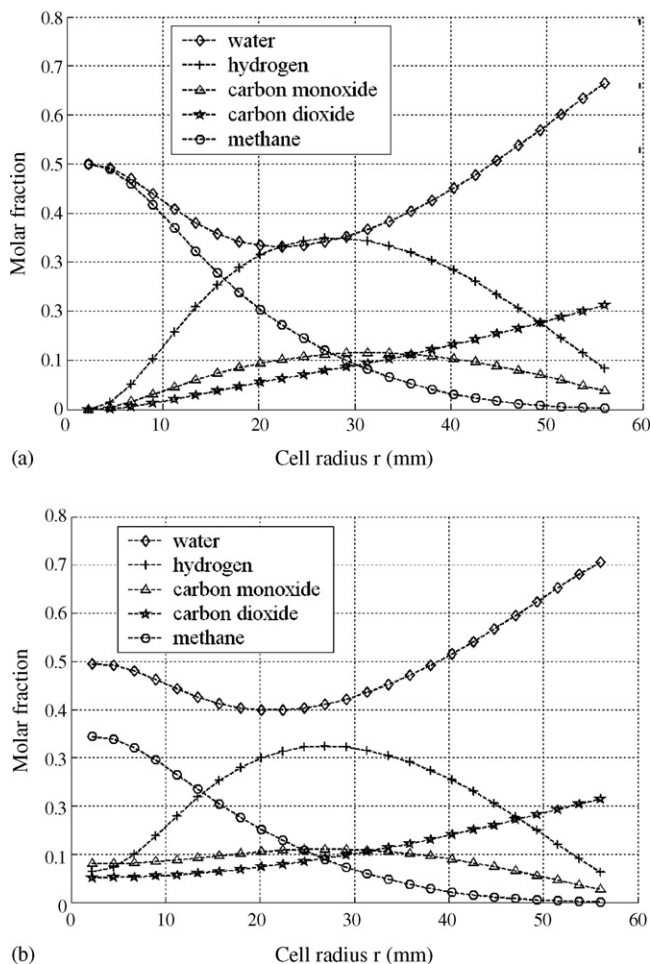 0.8
0.7
0.6
0.5
0.4
0.3
0.3
0.1
0
Molar fraction
water
hydrogen
carbon monoxide
carbon dioxide
methane
0 10 20 30 40 50 60
(a) Cell radius r (mm)
0.8
0.7
0.6
0.5
0.4
0.3
0.3
0.1
0
Molar fraction
water
hydrogen
carbon monoxide
carbon dioxide
methane
0 10 20 30 40 50 60
(b) Cell radius r (mm)